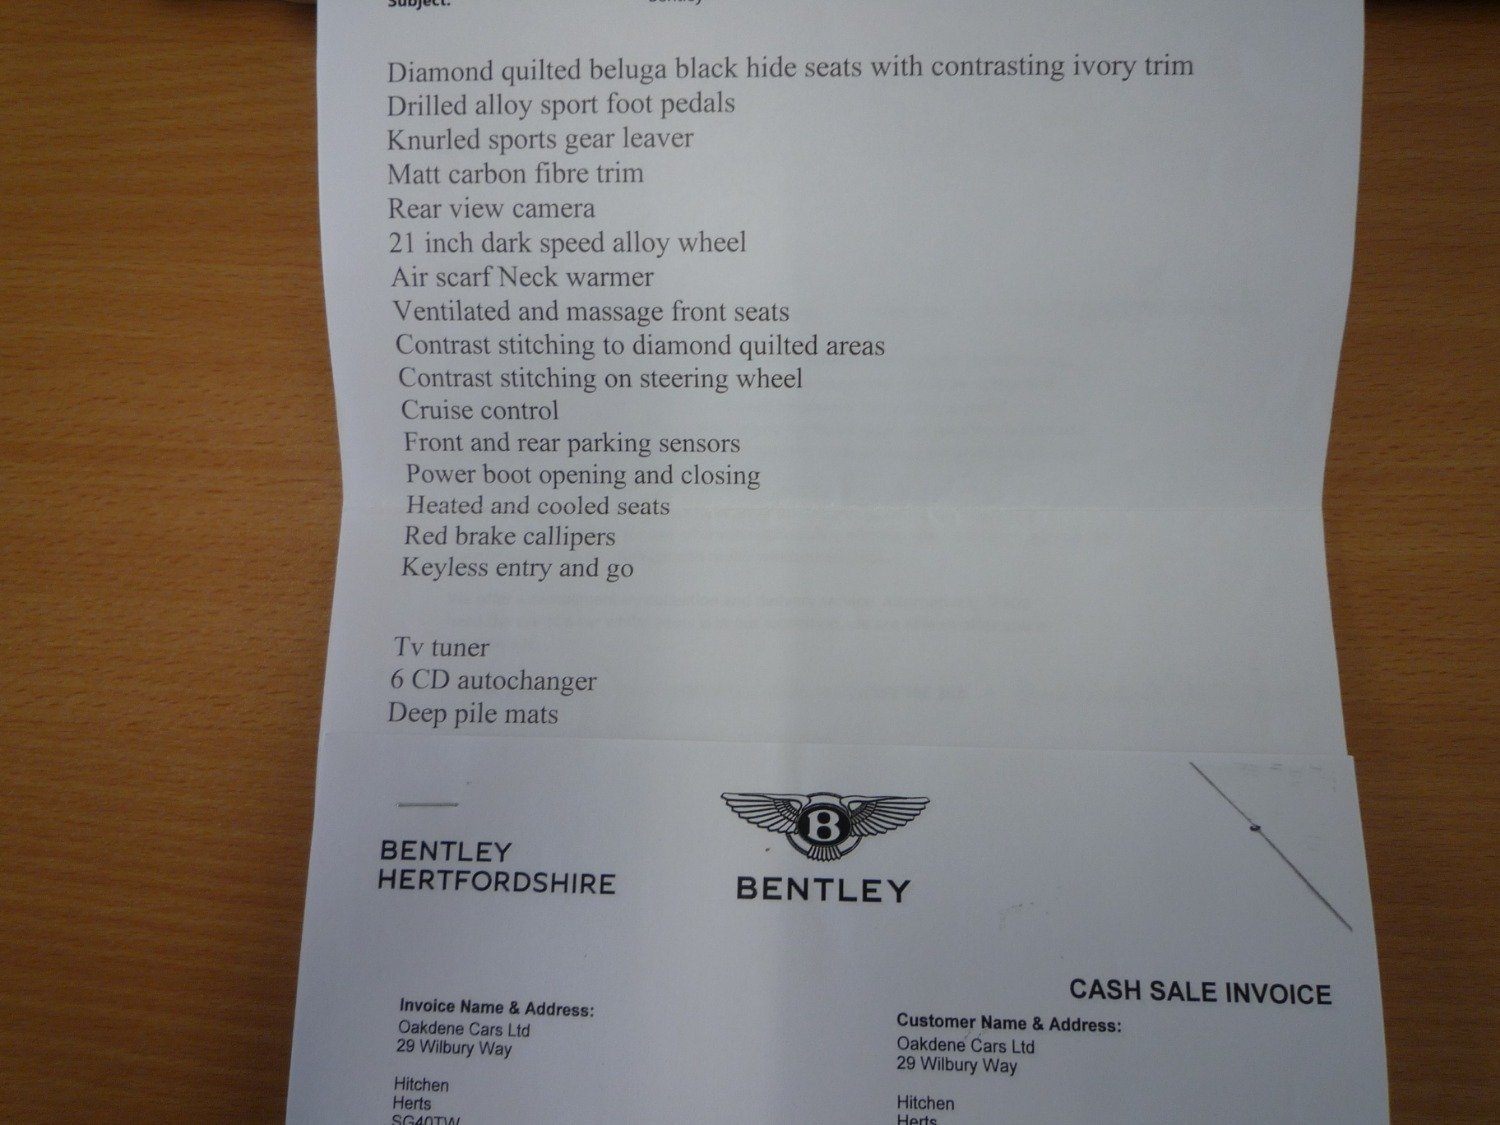 Subject: Bentley
Diamond quilted beluga black hide seats with contrasting ivory trim
Drilled alloy sport foot pedals
Knurled sports gear leaver
Matt carbon fibre trim
Rear view camera
21 inch dark speed alloy wheel
Air scarf Neck warmer
Ventilated and massage front seats
Contrast stitching to diamond quilted areas
Contrast stitching on steering wheel
Cruise control
Front and rear parking sensors
Power boot opening and closing
Heated and cooled seats
Red brake callipers
Keyless entry and go
Tv tuner
6 CD autochanger
Deep pile mats
BENTLEY
HERTFORDSHIRE
B
BENTLEY
CASH SALE INVOICE
Invoice Name & Address:
Oakdene Cars Ltd
29 Wilbury Way
Hitchen
Herts
SG40TW
Customer Name & Address:
Oakdene Cars Ltd
29 Wilbury Way
Hitchen
Herts